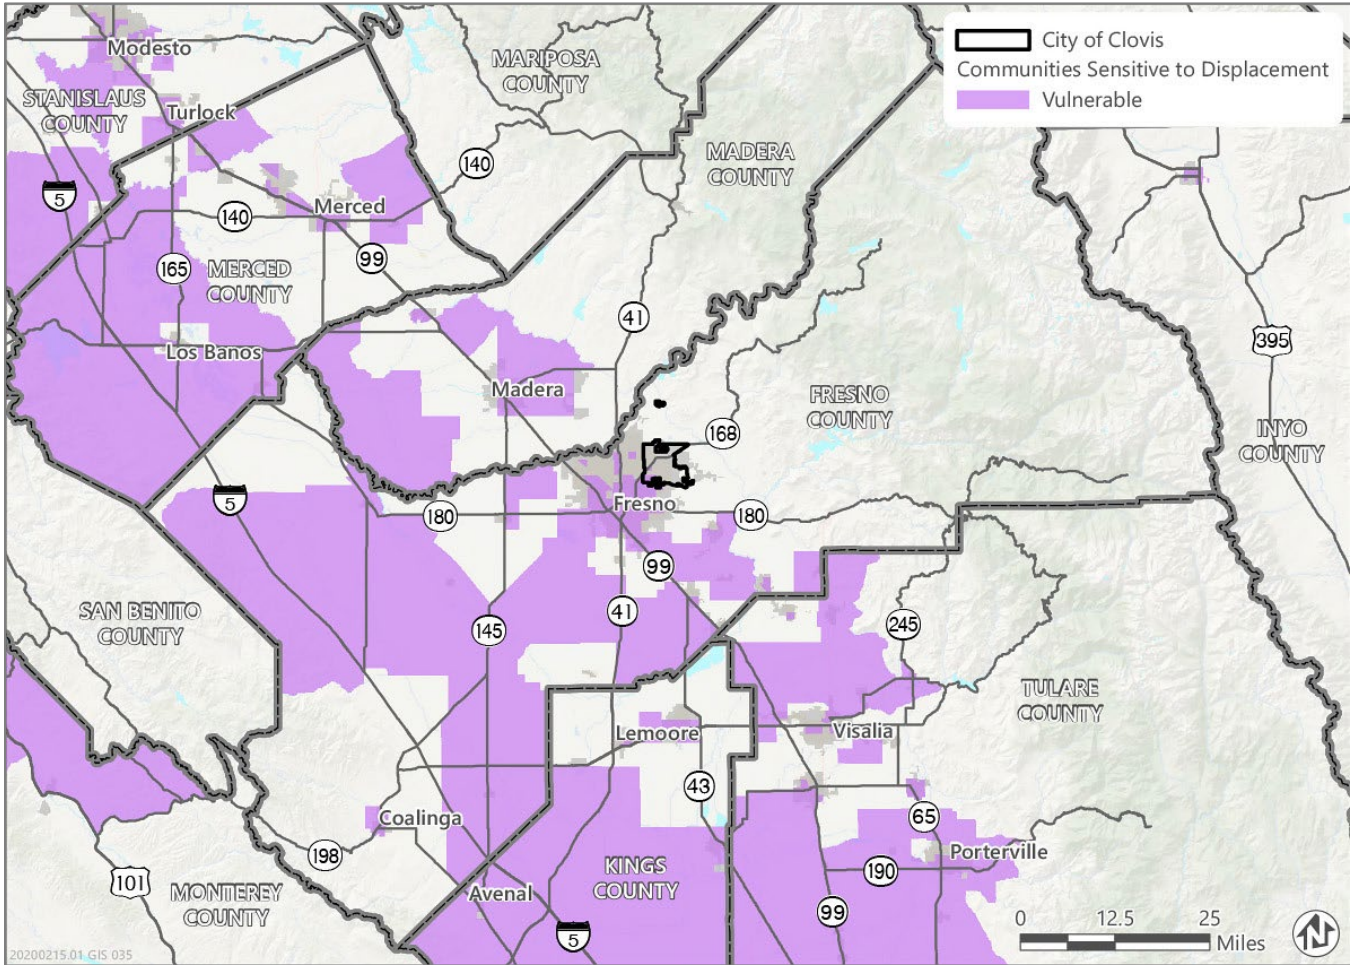 City of Clovis
Communities Sensitive to Displacement
Vulnerable
Modesto
MARIPOSA
COUNTY
STANISLAUS
COUNTY
Turlock
140
MADERA
COUNTY
5
Merced
140
165
99
MERCED
COUNTY
41
395
Los Banos
Madera
FRESNO
COUNTY
168
INYO
COUNTY
5
180
Fresno
180
99
SAN BENITO
COUNTY
145
41
245
TULARE
COUNTY
Lemoore
Visalia
43
Coalinga
65
198
Porterville
KINGS
COUNTY
190
101
MONTEREY
COUNTY
Avenal
99
5
0 12.5 25
Miles
N
20200215.01 GIS 035